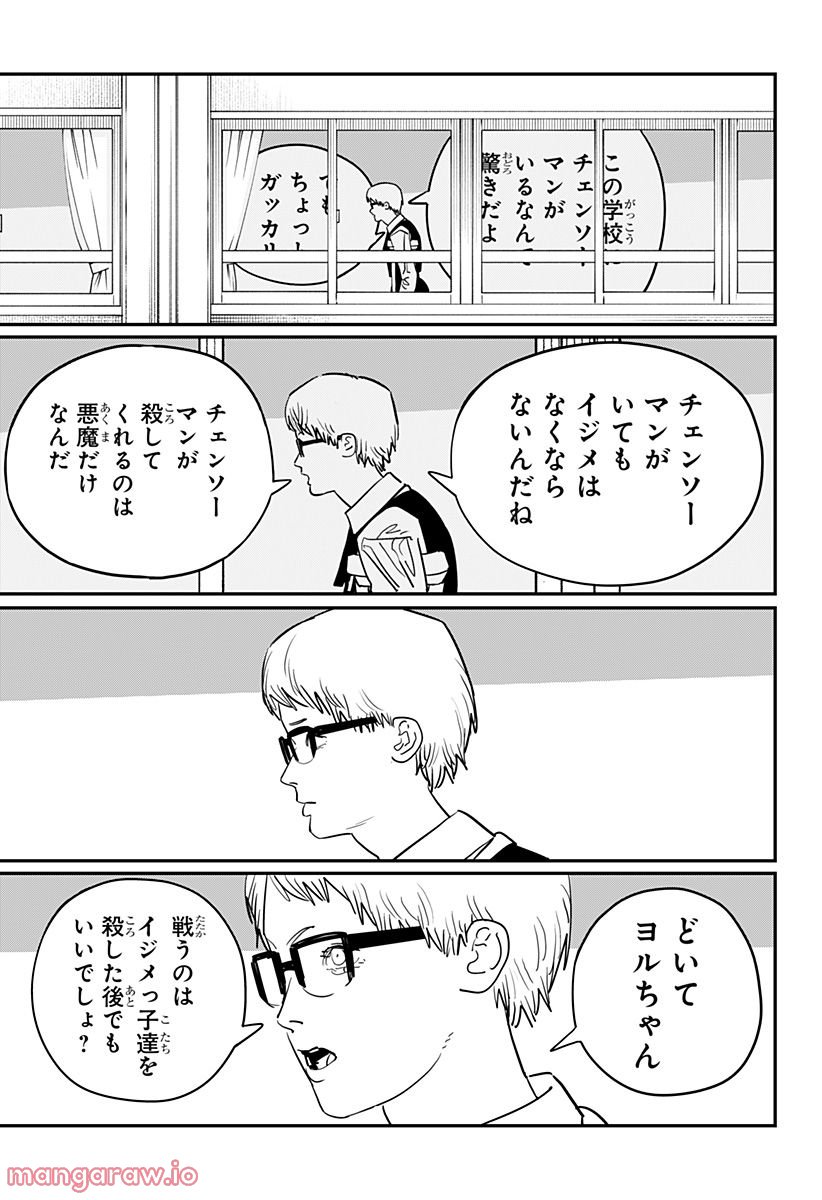 この学校に
チェンソー
マンが
いるなんて
驚きだよ
でも
ちょっと
ガッカリ
チェンソー
マンが
いても
イジメは
なくなら
ないんだね
チェンソー
マンが
殺して
くれるのは
悪魔だけ
なんだ
どいて
ヨルちゃん
戦うのは
イジメっ子達を
殺した後でも
いいでしょ?
mangaraw.io